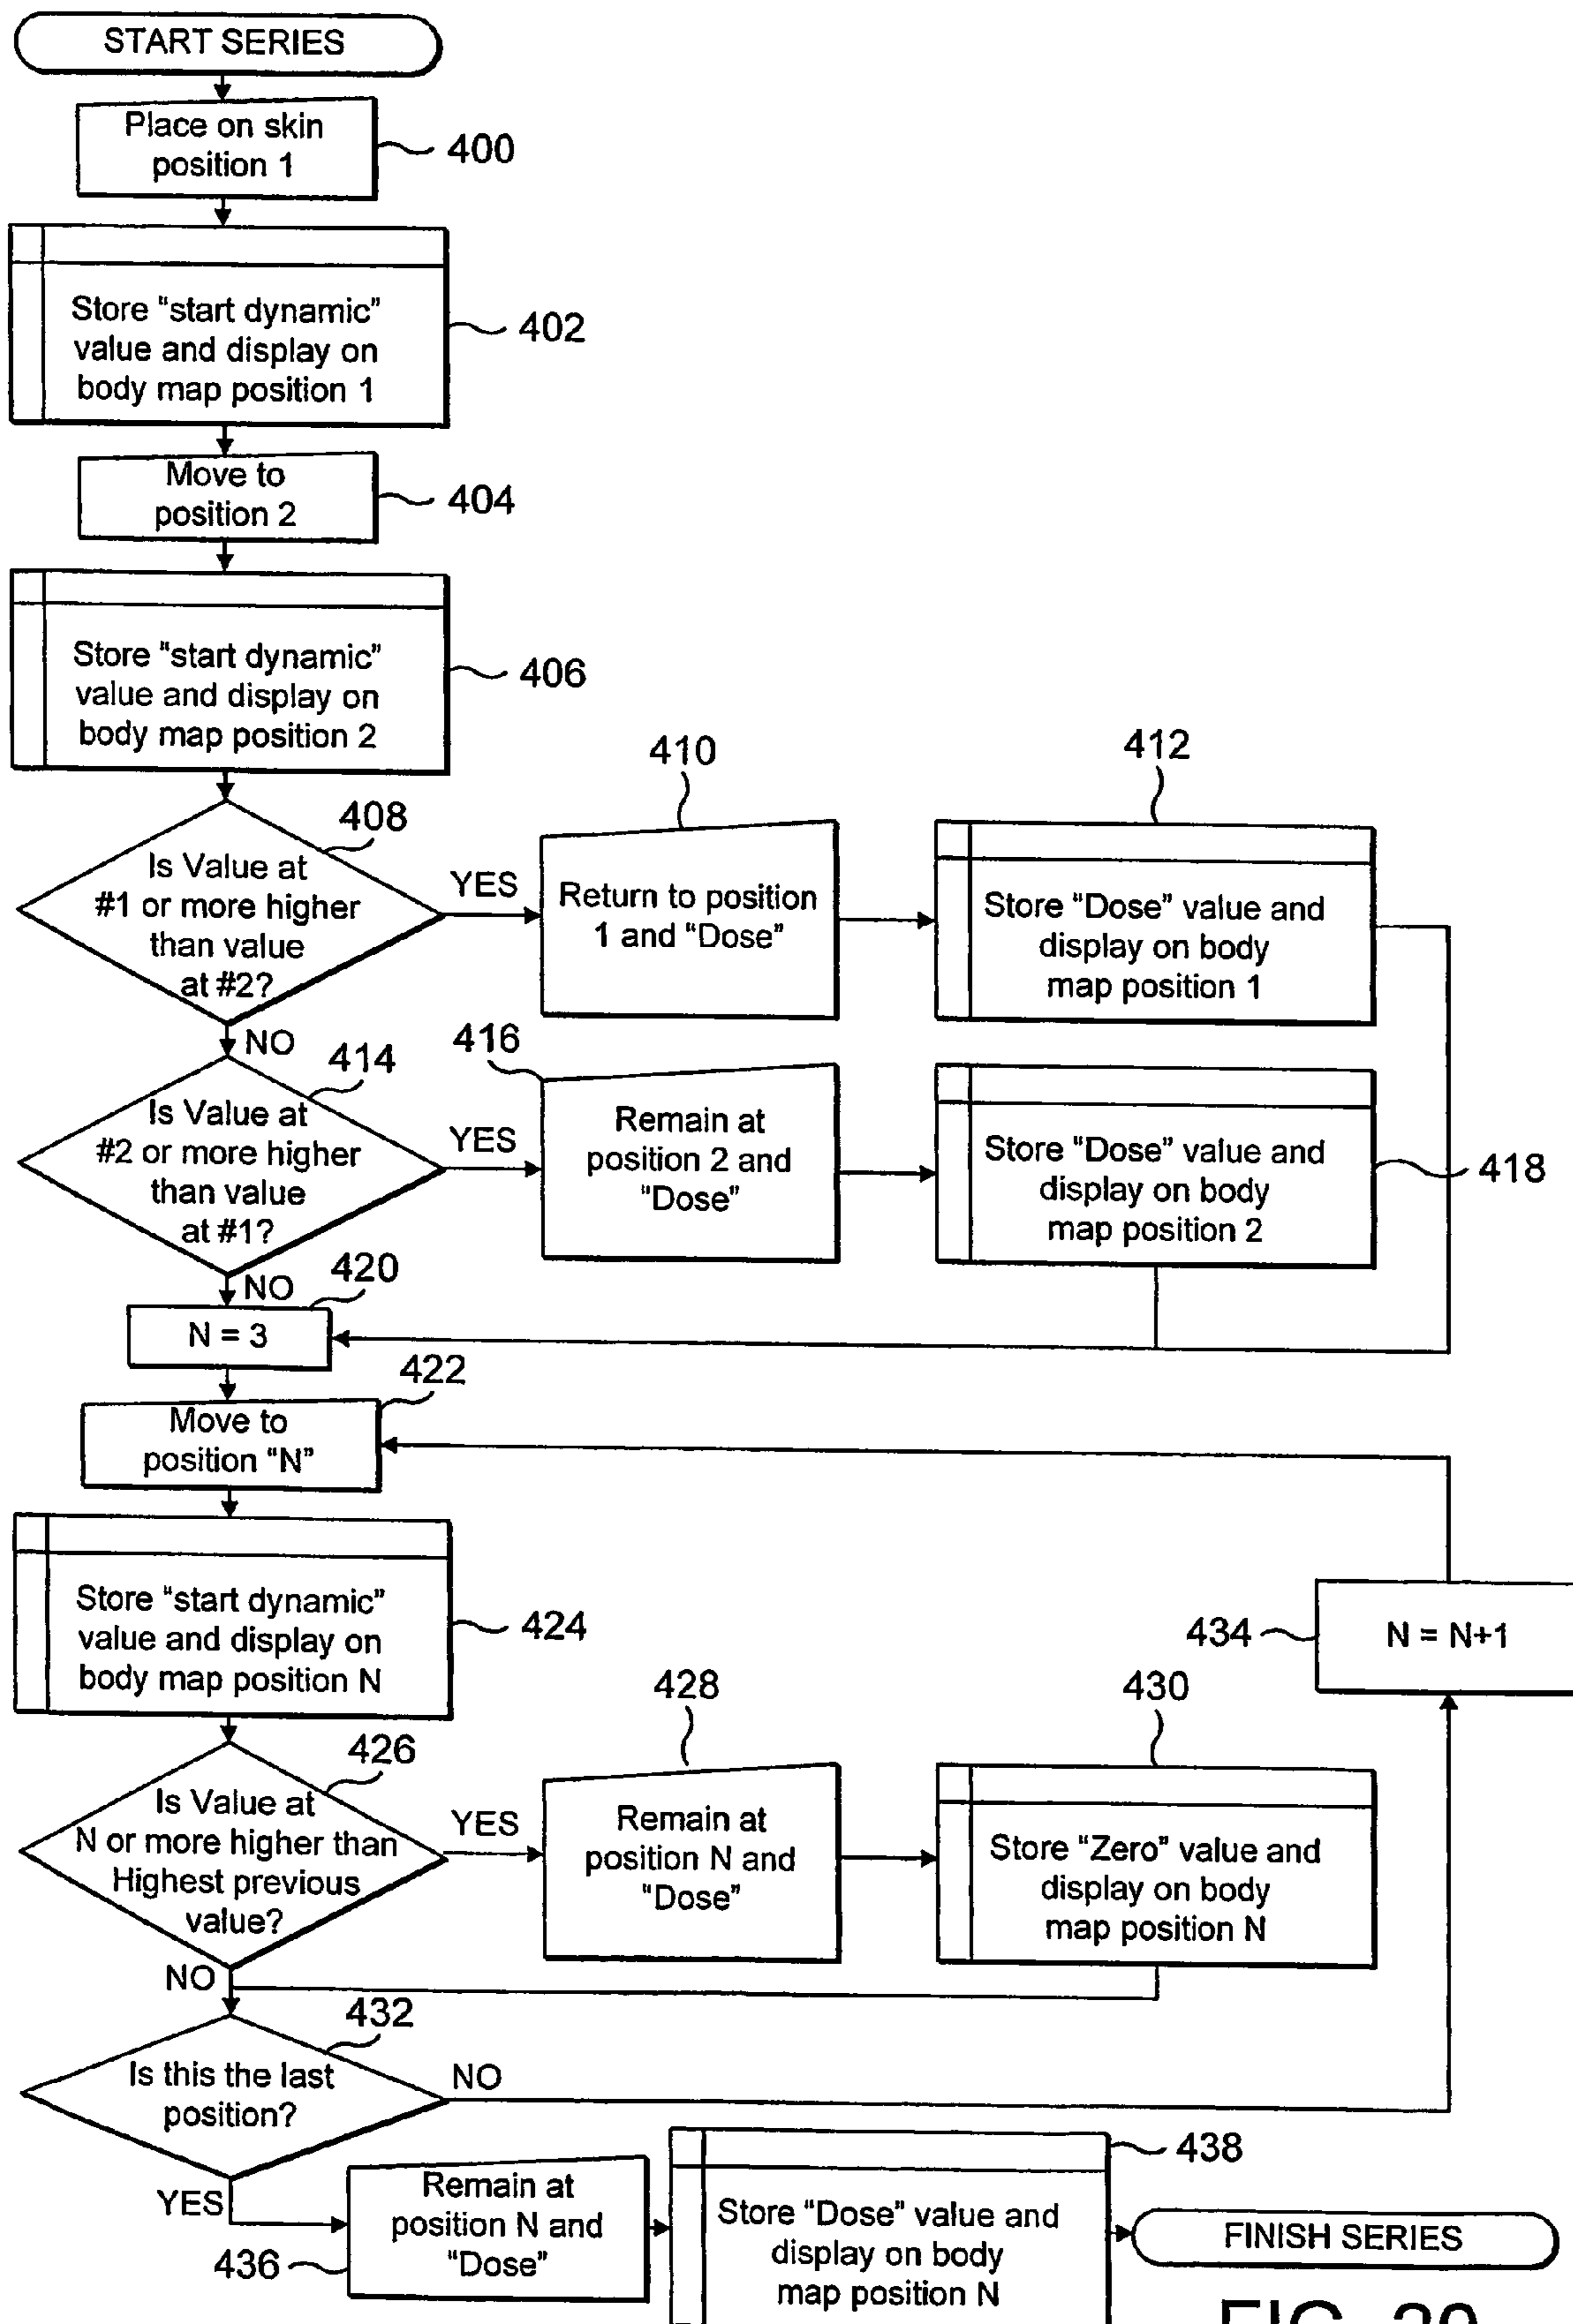 START SERIES
Place on skin
position 1
400
Store "start dynamic"
value and display on
body map position 1
402
Move to
position 2
404
Store "start dynamic"
value and display on
body map position 2
406
408
Is Value at
#1 or more higher
than value
at #2?
YES
NO
410
Return to position
1 and "Dose"
412
Store "Dose" value and
display on body
map position 1
414
Is Value at
#2 or more higher
than value
at #1?
YES
NO
416
Remain at
position 2 and
"Dose"
Store "Dose" value and
display on body
map position 2
418
420
N = 3
422
Move to
position "N"
Store "start dynamic"
value and display on
body map position N
424
434
N = N+1
426
Is Value at
N or more higher than
Highest previous
value?
YES
NO
428
Remain at
position N and
"Dose"
430
Store "Zero" value and
display on body
map position N
432
Is this the last
position?
NO
YES
Remain at
position N and
"Dose"
436
438
Store "Dose" value and
display on body
map position N
FINISH SERIES